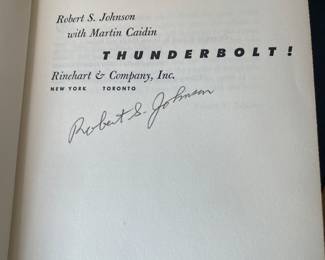 Robert S. Johnson
with Martin Caidin
THUNDERBOLT!
Rinehart & Company, Inc.
NEW YORK TORONTO
Robert S. Johnson